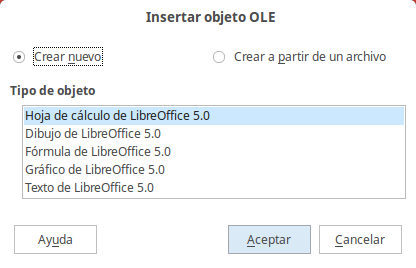 Insertar objeto OLE
Crear nuevo
Crear a partir de un archivo
Tipo de objeto
Hoja de cálculo de LibreOffice 5.0
Dibujo de LibreOffice 5.0
Fórmula de LibreOffice 5.0
Gráfico de LibreOffice 5.0
Texto de LibreOffice 5.0
Ayuda
Aceptar
Cancelar